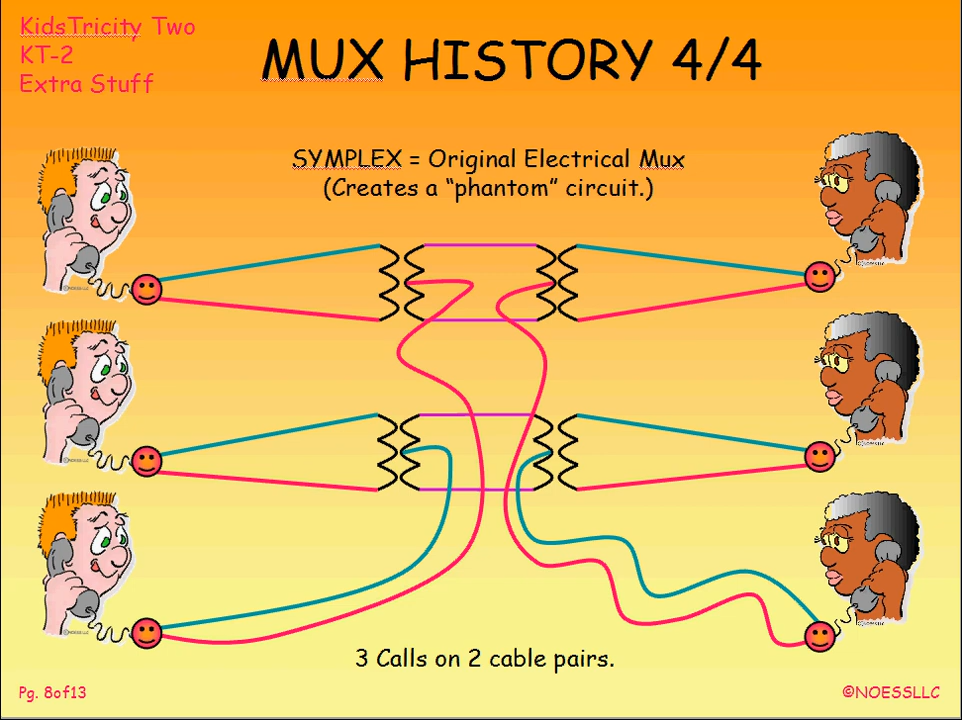 KidsTricity Two
KT-2
Extra Stuff
MUX HISTORY 4/4
SYMPLEX = Original Electrical Mux
(Creates a “phantom” circuit.)
3 Calls on 2 cable pairs.
Pg. 8of13
©NOESSLLC